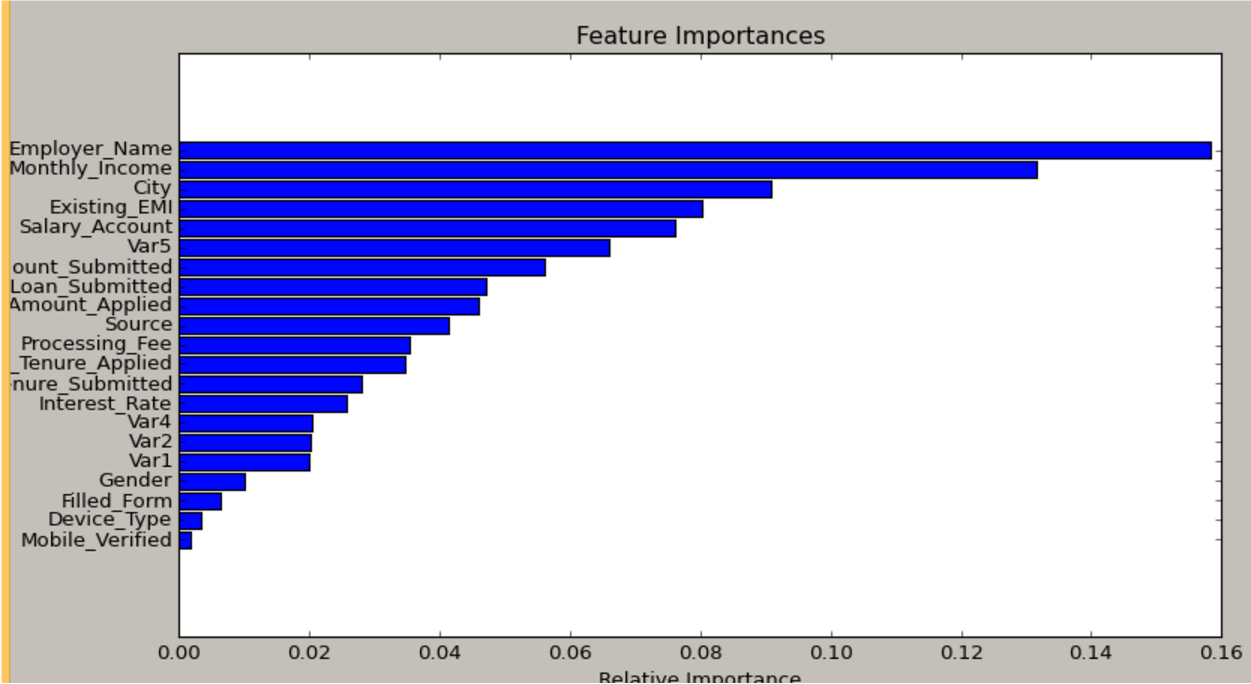 Feature Importances
Employer_Name
Monthly_Income
City
Existing_EMI
Salary_Account
Var5
ount_Submitted
Loan_Submitted
Amount_Applied
Source
Processing_Fee
_Tenure_Applied
nure_Submitted
Interest_Rate
Var4
Var2
Var1
Gender
Filled_Form
Device_Type
Mobile_Verified
0.00 0.02 0.04 0.06 0.08 0.10 0.12 0.14 0.16
Relative Importance